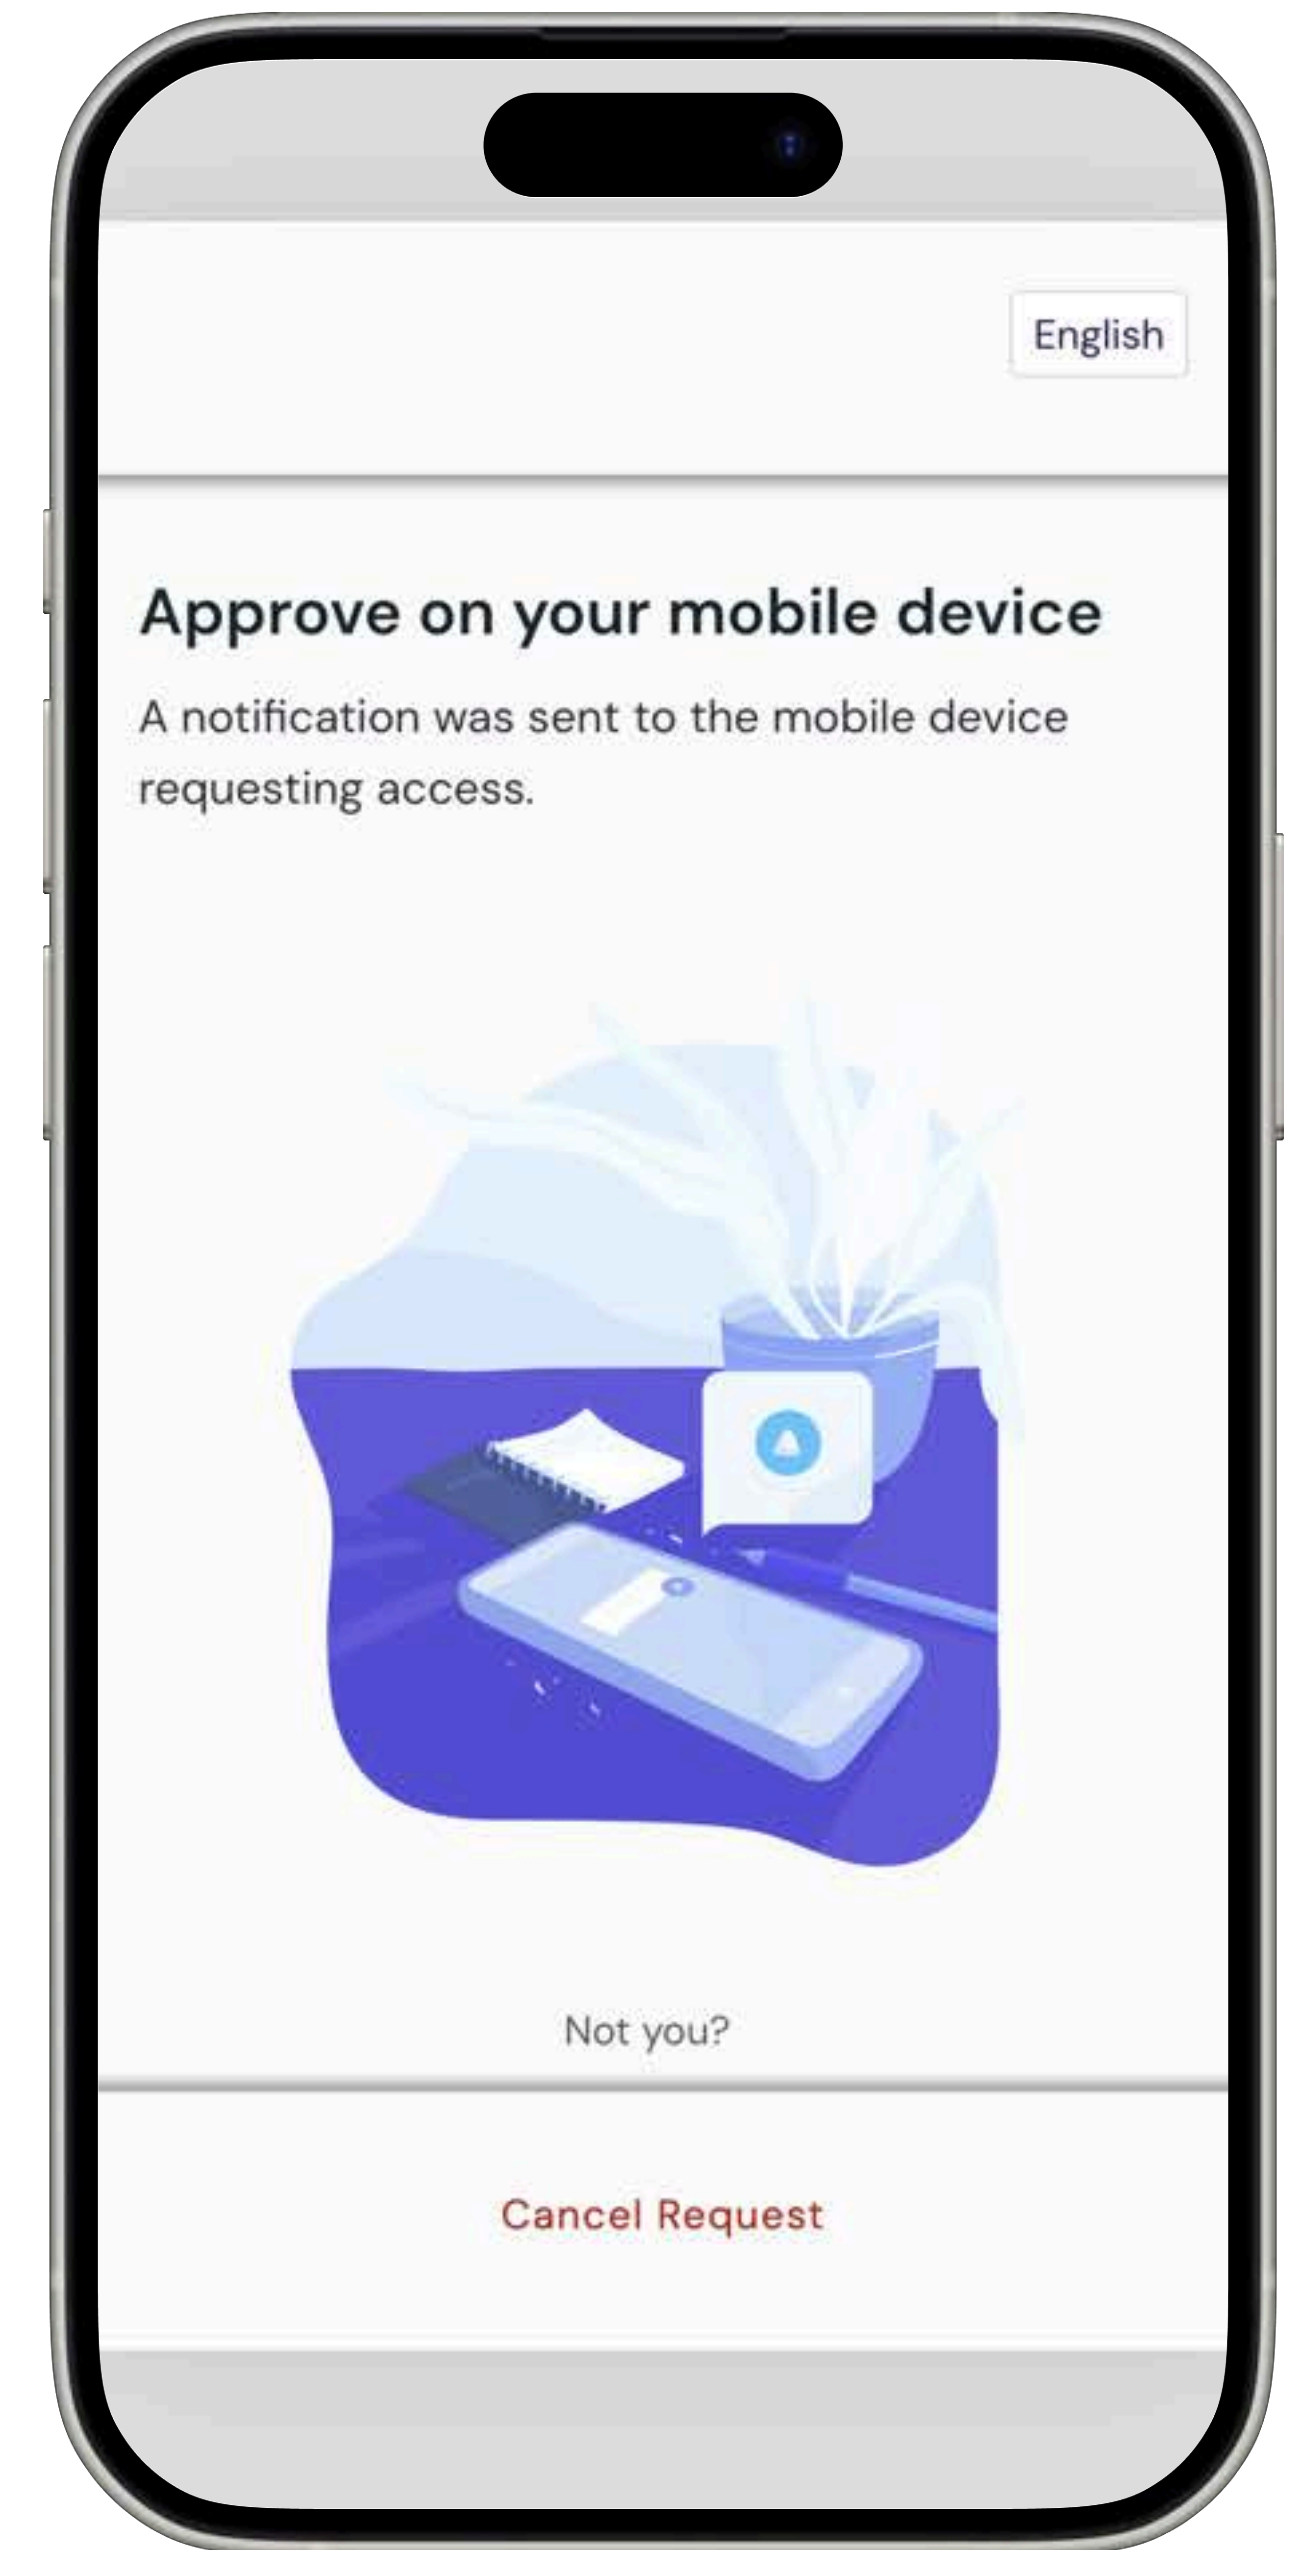 English
Approve on your mobile device
A notification was sent to the mobile device
requesting access.
Not you?
Cancel Request